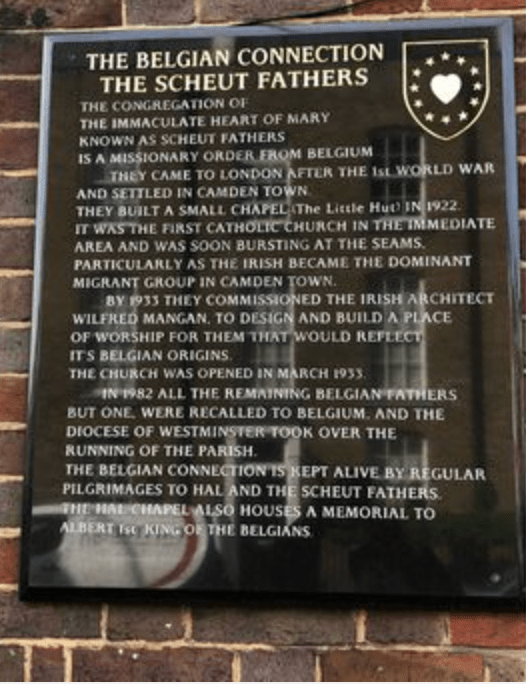 THE BELGIAN CONNECTION
THE SCHEUT FATHERS
THE CONGREGATION OF
THE IMMACULATE HEART OF MARY
KNOWN AS SCHEUT FATHERS
IS A MISSIONARY ORDER FROM BELGIUM
THEY CAME TO LONDON AFTER THE 1st WORLD WAR
AND SETTLED IN CAMDEN TOWN.
THEY BUILT A SMALL CHAPEL (The Little Hut) IN 1922.
IT WAS THE FIRST CATHOLIC CHURCH IN THE IMMEDIATE
AREA AND WAS SOON BURSTING AT THE SEAMS,
PARTICULARLY AS THE IRISH BECAME THE DOMINANT
MIGRANT GROUP IN CAMDEN TOWN.
BY 1933 THEY COMMISSIONED THE IRISH ARCHITECT
WILFRED MANGAN, TO DESIGN AND BUILD A PLACE
OF WORSHIP FOR THEM THAT WOULD REFLECT
IT'S BELGIAN ORIGINS.
THE CHURCH WAS OPENED IN MARCH 1933.
IN 1982 ALL THE REMAINING BELGIAN FATHERS
BUT ONE, WERE RECALLED TO BELGIUM, AND THE
DIOCESE OF WESTMINSTER TOOK OVER THE
RUNNING OF THE PARISH.
THE BELGIAN CONNECTION IS KEPT ALIVE BY REGULAR
PILGRIMAGES TO HAL AND THE SCHEUT FATHERS.
THE HAL CHAPEL ALSO HOUSES A MEMORIAL TO
ALBERT 1st KING OF THE BELGIANS.